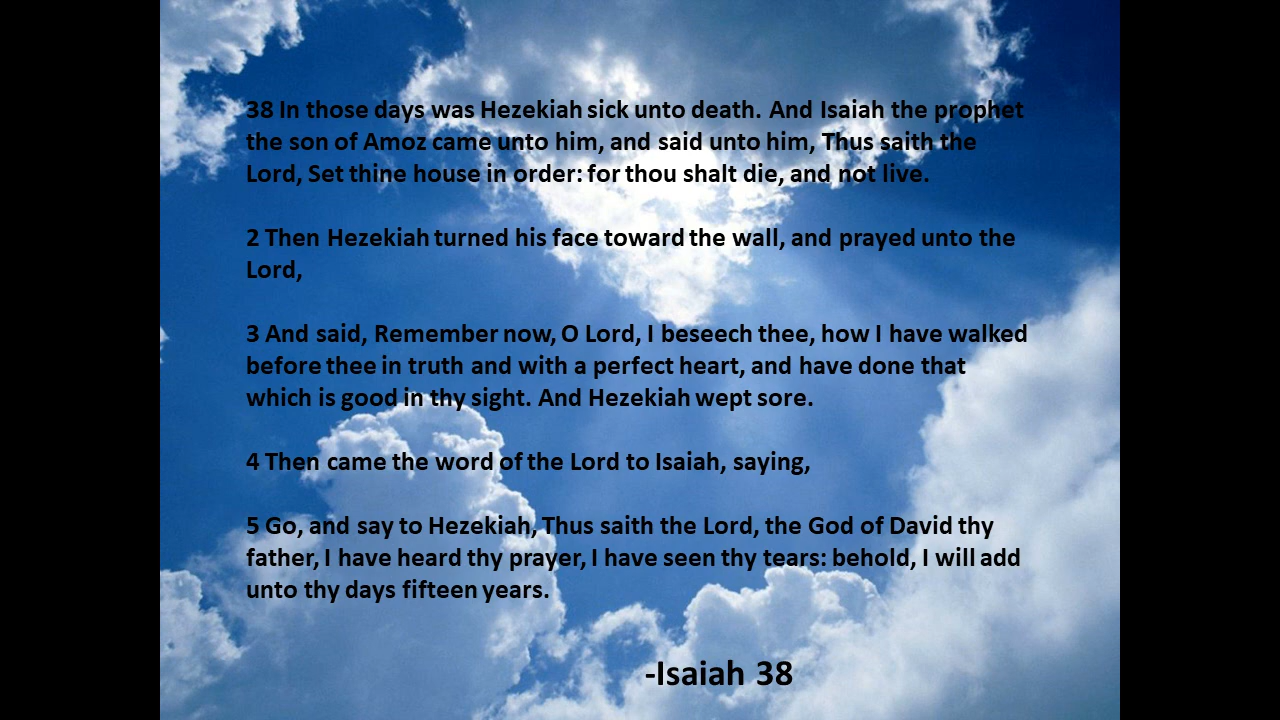 38 In those days was Hezekiah sick unto death. And Isaiah the prophet
the son of Amoz came unto him, and said unto him, Thus saith the
Lord, Set thine house in order: for thou shalt die, and not live.
2 Then Hezekiah turned his face toward the wall, and prayed unto the
Lord,
3 And said, Remember now, O Lord, I beseech thee, how I have walked
before thee in truth and with a perfect heart, and have done that
which is good in thy sight. And Hezekiah wept sore.
4 Then came the word of the Lord to Isaiah, saying,
5 Go, and say to Hezekiah, Thus saith the Lord, the God of David thy
father, I have heard thy prayer, I have seen thy tears: behold, I will add
unto thy days fifteen years.
-Isaiah 38